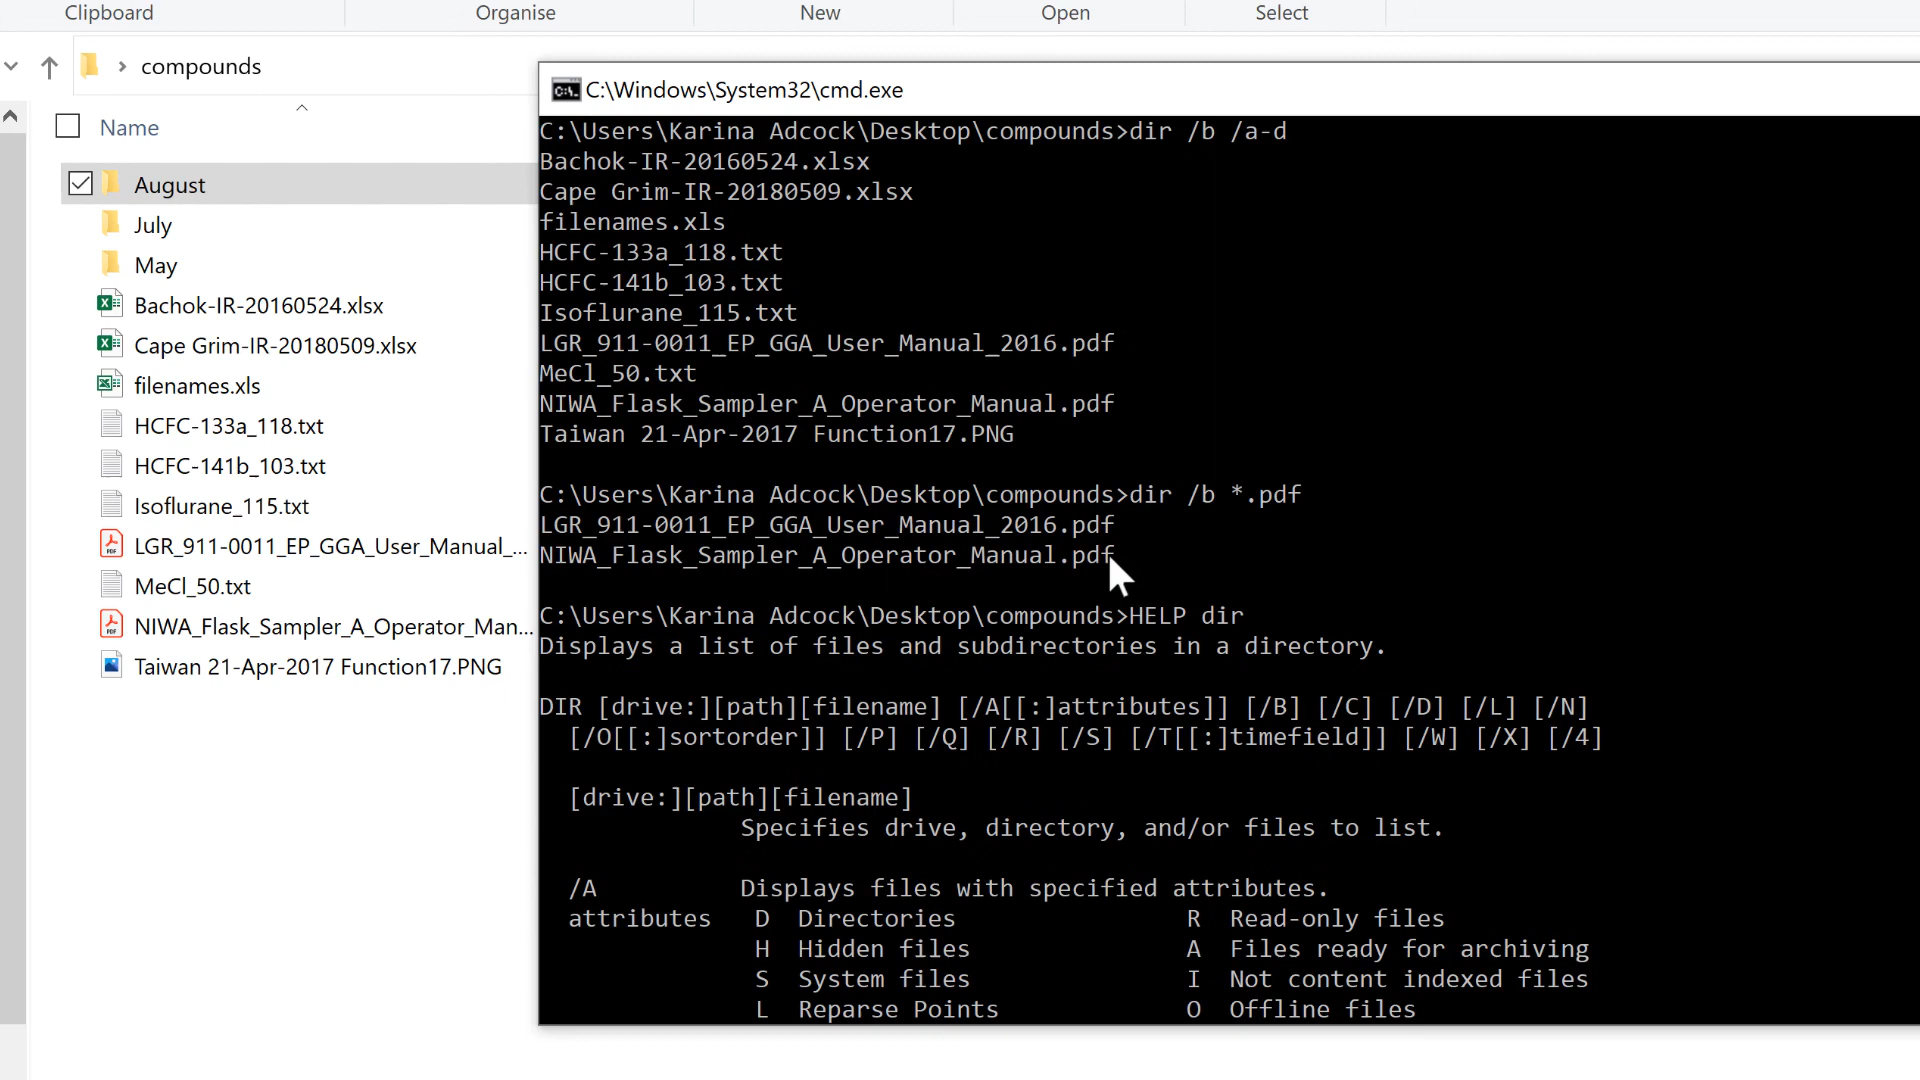 Clipboard
Organise
New
Open
Select
compounds
Name
August
July
May
Bachok-IR-20160524.xlsx
Cape Grim-IR-20180509.xlsx
filenames.xls
HCFC-133a_118.txt
HCFC-141b_103.txt
Isoflurane_115.txt
LGR_911-0011_EP_GGA_User_Manual_...
MeCl_50.txt
NIWA_Flask_Sampler_A_Operator_Man...
Taiwan 21-Apr-2017 Function17.PNG
C:\Windows\System32\cmd.exe
C:\Users\Karina Adcock\Desktop\compounds>dir /b /a-d
Bachok-IR-20160524.xlsx
Cape Grim-IR-20180509.xlsx
filenames.xls
HCFC-133a_118.txt
HCFC-141b_103.txt
Isoflurane_115.txt
LGR_911-0011_EP_GGA_User_Manual_2016.pdf
MeCl_50.txt
NIWA_Flask_Sampler_A_Operator_Manual.pdf
Taiwan 21-Apr-2017 Function17.PNG
C:\Users\Karina Adcock\Desktop\compounds>dir /b *.pdf
LGR_911-0011_EP_GGA_User_Manual_2016.pdf
NIWA_Flask_Sampler_A_Operator_Manual.pdf
C:\Users\Karina Adcock\Desktop\compounds>HELP dir
Displays a list of files and subdirectories in a directory.
DIR [drive:][path][filename] [/A[[:]attributes]] [/B] [/C] [/D] [/L] [/N]
[/O[[:]sortorder]] [/P] [/Q] [/R] [/S] [/T[[:]timefield]] [/W] [/X] [/4]
[drive:][path][filename]
Specifies drive, directory, and/or files to list.
/A Displays files with specified attributes.
attributes D Directories R Read-only files
H Hidden files A Files ready for archiving
S System files I Not content indexed files
L Reparse Points O Offline files